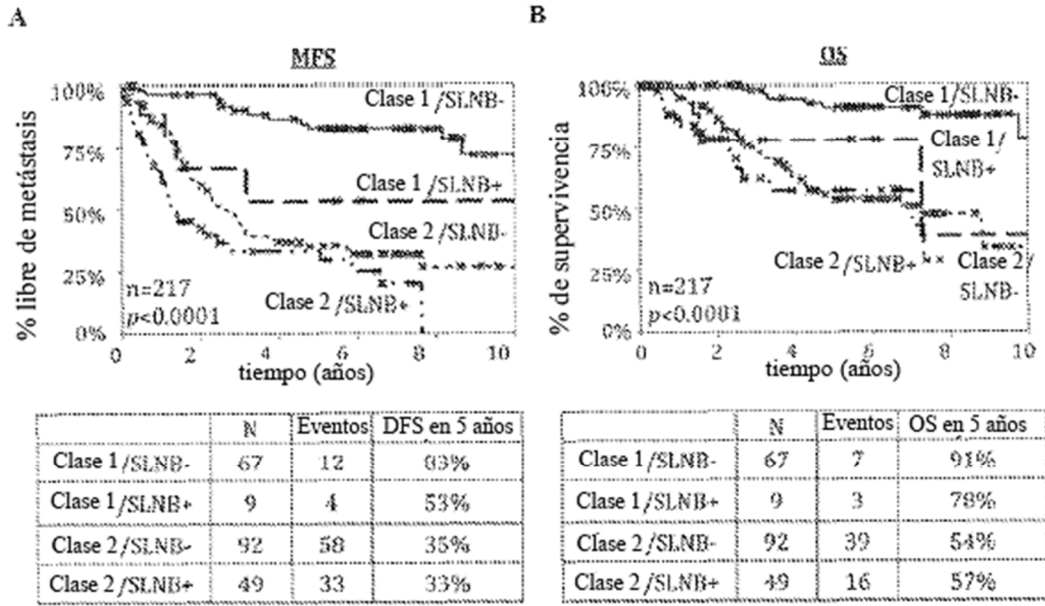 A
MFS
100%
75%
50%
25%
0%
% libre de metástasis
Clase 1/SLNB-
Clase 1/SLNB+
Clase 2/SLNB-
Clase 2/SLNB+
n=217
p<0.0001
0 2 4 6 8 10
tiempo (años)
N Eventos DFS en 5 años
Clase 1/SLNB- 67 12 83%
Clase 1/SLNB+ 9 4 53%
Clase 2/SLNB- 92 58 35%
Clase 2/SLNB+ 49 33 33%
B
OS
100%
75%
50%
25%
0%
% de supervivencia
Clase 1/SLNB-
Clase 1/
SLNB+
Clase 2/SLNB+
Clase 2/
SLNB-
n=217
p<0.0001
0 2 4 6 8 10
tiempo (años)
N Eventos OS en 5 años
Clase 1/SLNB- 67 7 91%
Clase 1/SLNB+ 9 3 78%
Clase 2/SLNB- 92 39 54%
Clase 2/SLNB+ 49 16 57%